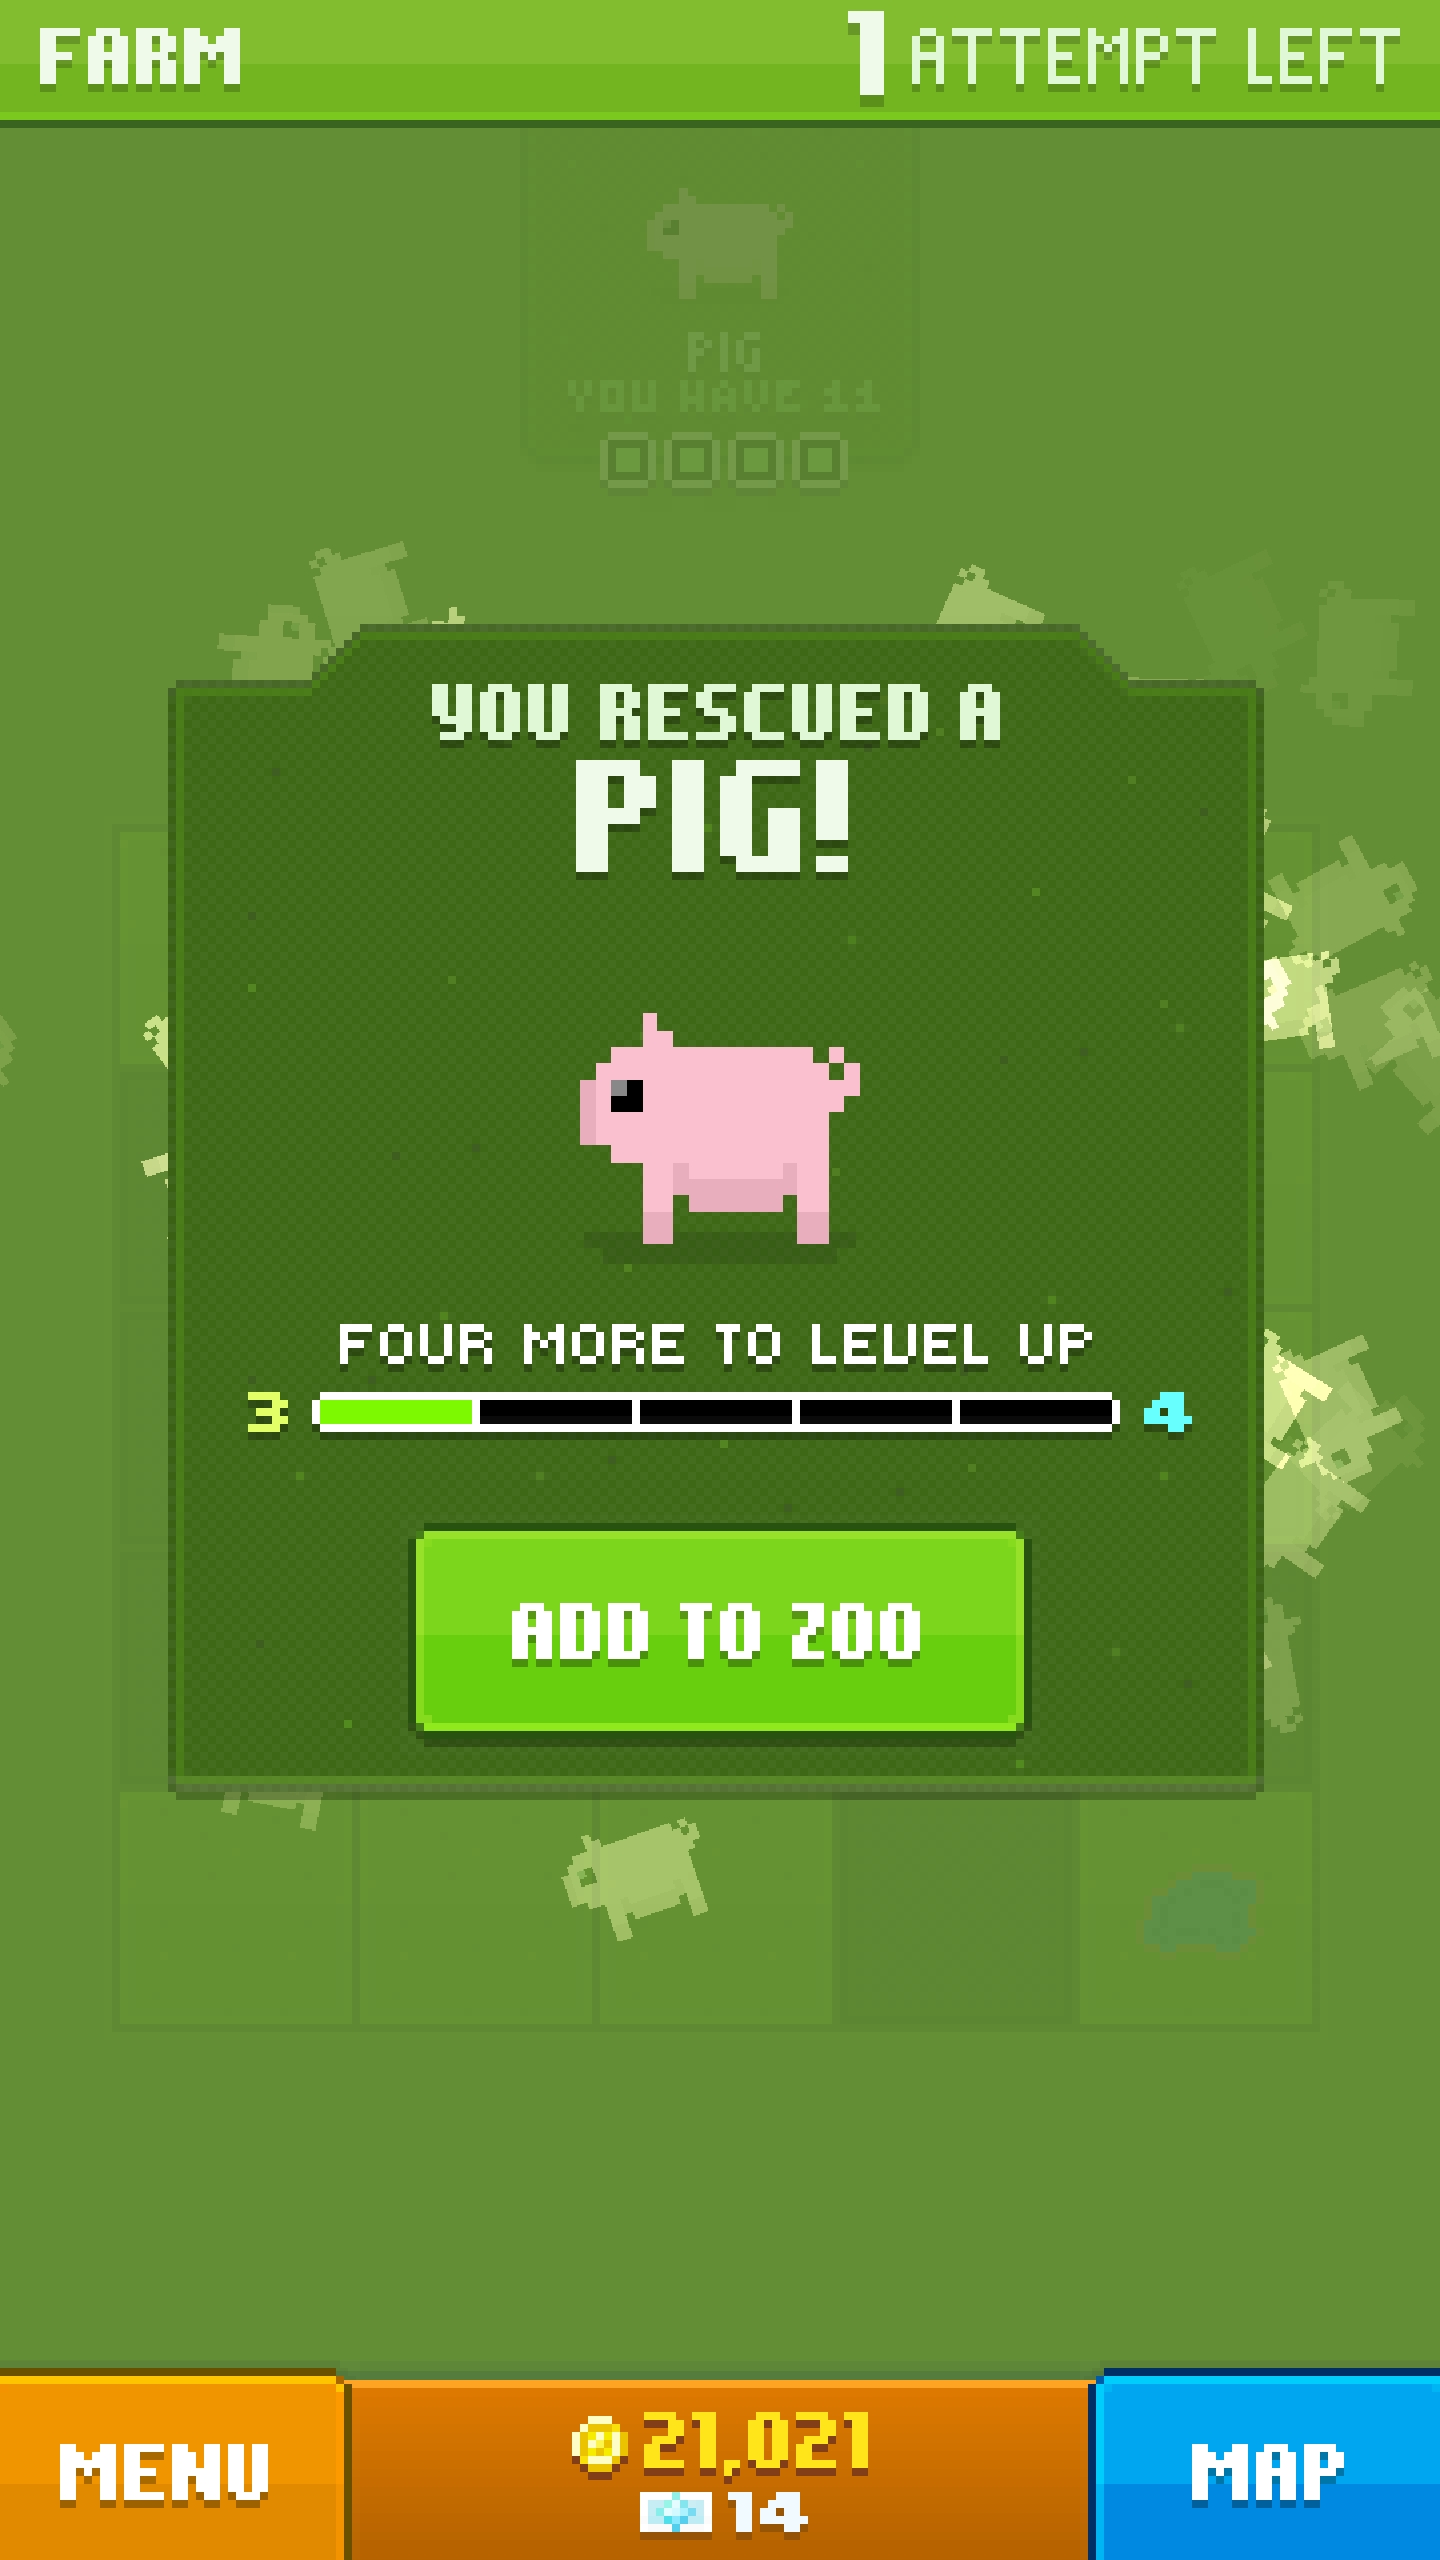 FARM
1 ATTEMPT LEFT
PIG
YOU HAVE 11
YOU RESCUED A
PIG!
FOUR MORE TO LEVEL UP
3
4
ADD TO ZOO
MENU
21,021
14
MAP